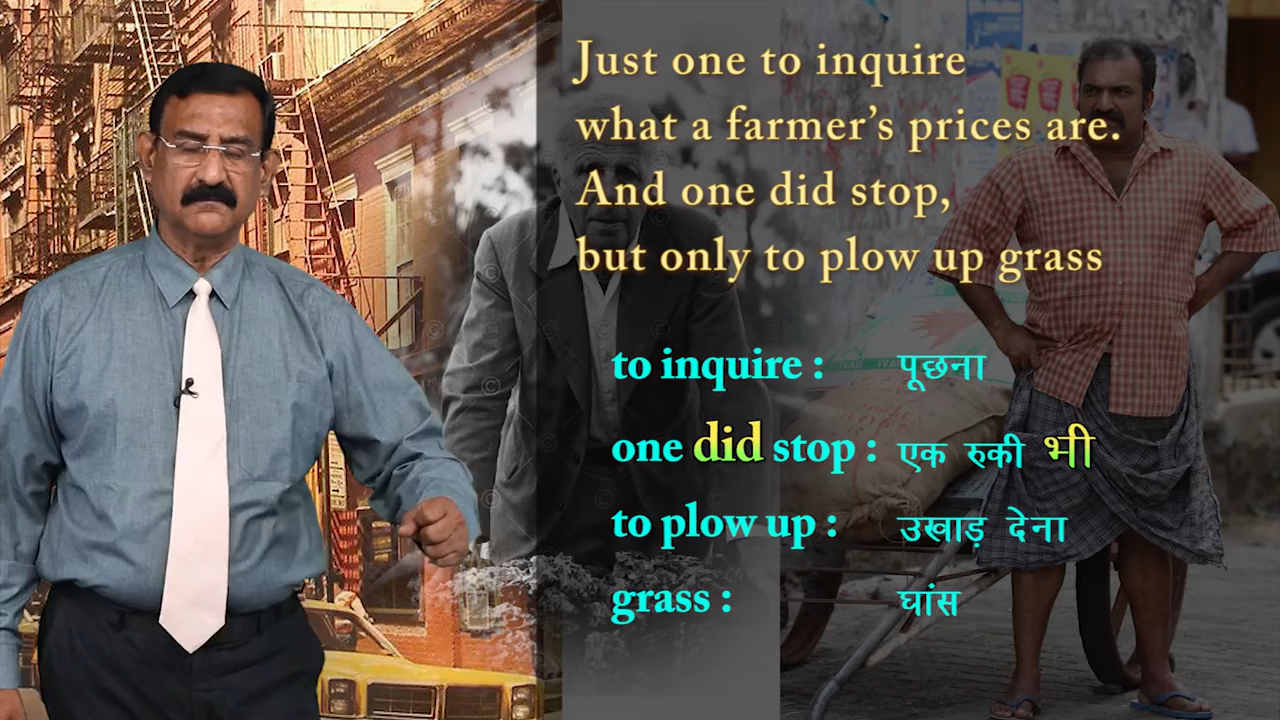 Just one to inquire
what a farmer’s prices are.
And one did stop,
but only to plow up grass
to inquire : पूछना
one did stop : एक रुकी भी
to plow up : उखाड़ देना
grass : घांस